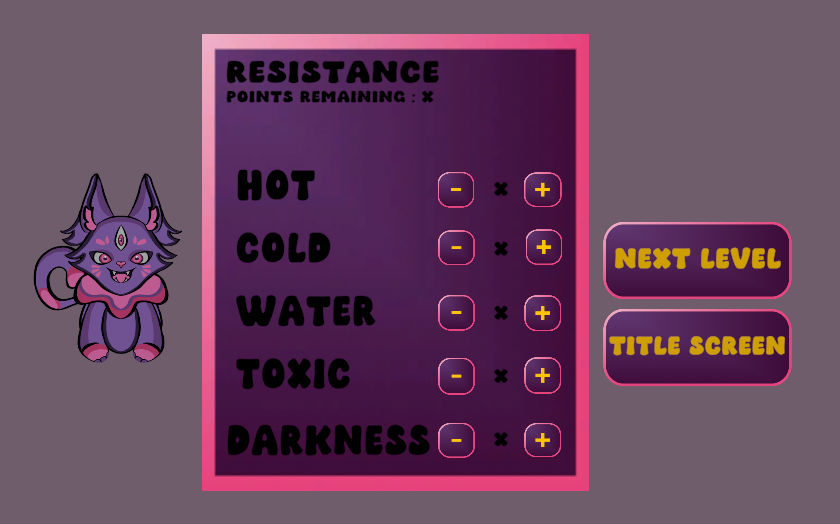 RESISTANCE
POINTS REMAINING : X
HOT - X +
COLD - X +
WATER - X +
TOXIC - X +
DARKNESS - X +
NEXT LEVEL
TITLE SCREEN